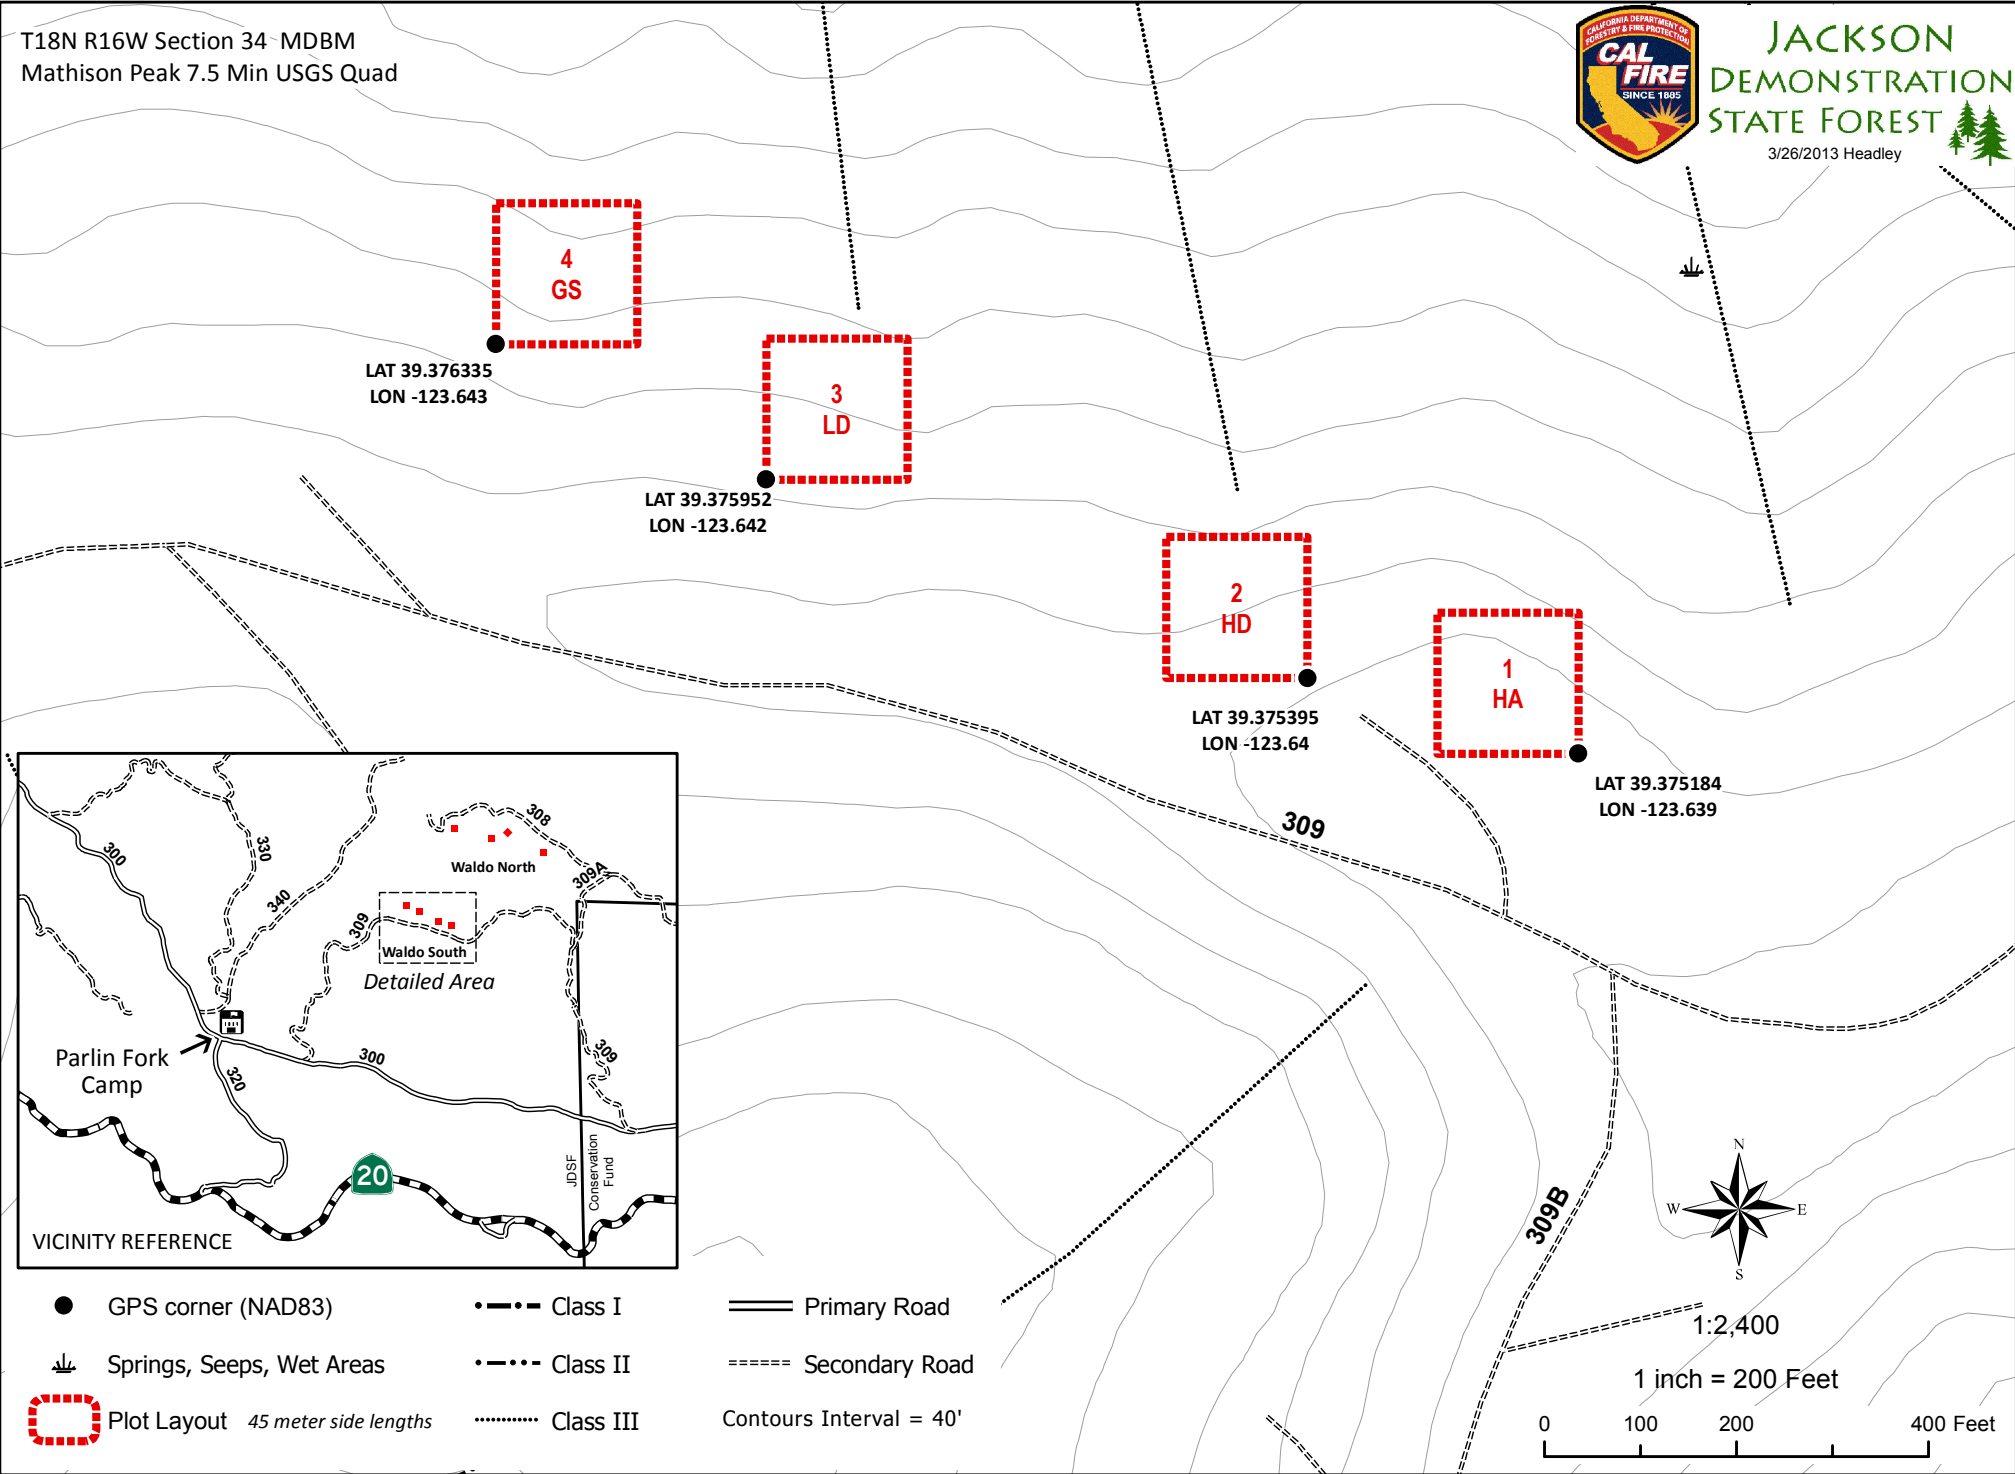 T18N R16W Section 34 MDBM
Mathison Peak 7.5 Min USGS Quad
CALIFORNIA DEPARTMENT OF
FORESTRY & FIRE PROTECTION
CAL
FIRE
SINCE 1885
JACKSON
DEMONSTRATION
STATE FOREST
3/26/2013 Headley
4
GS
LAT 39.376335
LON -123.643
3
LD
LAT 39.375952
LON -123.642
2
HD
LAT 39.375395
LON -123.64
1
HA
LAT 39.375184
LON -123.639
309
309B
300
330
340
308
Waldo North
309A
309
Waldo South
Detailed Area
Parlin Fork
Camp
300
320
309
20
JDSF
Conservation
Fund
VICINITY REFERENCE
N
W
E
S
GPS corner (NAD83)
Class I
Primary Road
Springs, Seeps, Wet Areas
Class II
Secondary Road
Plot Layout 45 meter side lengths
Class III
Contours Interval = 40'
1:2,400
1 inch = 200 Feet
0 100 200 400 Feet